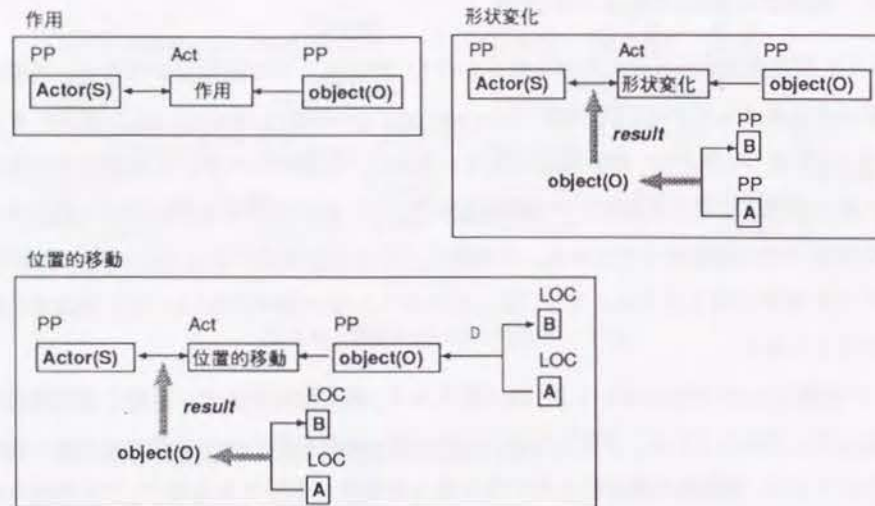 作用
PP Act PP
Actor(S) 作用 object(O)
形状変化
PP Act PP
Actor(S) 形状変化 object(O)
result
PP
B
object(O)
PP
A
位置的移動
PP Act PP
Actor(S) 位置的移動 object(O)
D
LOC
B
LOC
A
result
LOC
B
object(O)
LOC
A